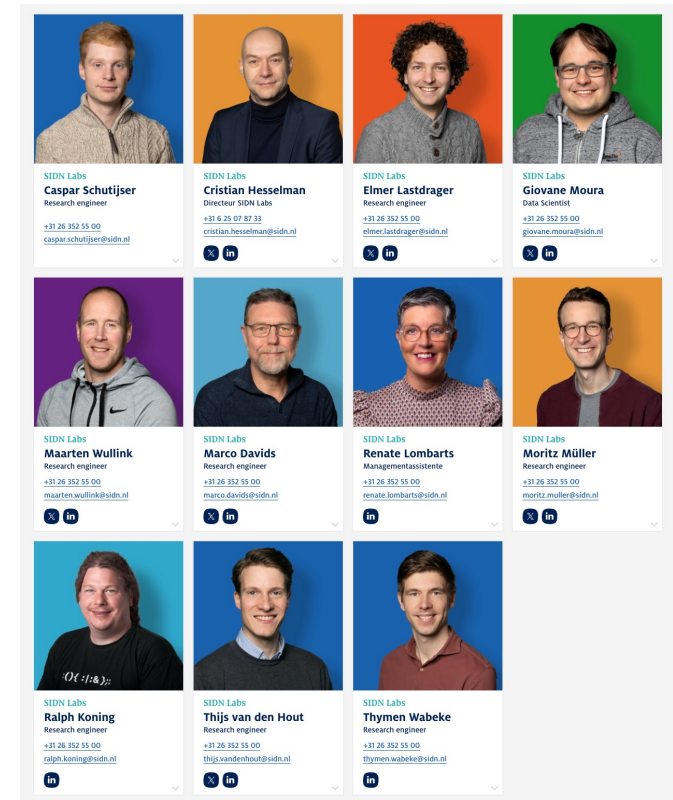 SIDN Labs
Caspar Schutijser
Research engineer
+31 26 352 55 00
caspar.schutijser@sidn.nl
SIDN Labs
Cristian Hesselman
Directeur SIDN Labs
+31 6 25 07 87 33
cristian.hesselman@sidn.nl
SIDN Labs
Elmer Lastdrager
Research engineer
+31 26 352 55 00
elmer.lastdrager@sidn.nl
SIDN Labs
Giovane Moura
Data Scientist
+31 26 352 55 00
giovane.moura@sidn.nl
SIDN Labs
Maarten Wullink
Research engineer
+31 26 352 55 00
maarten.wullink@sidn.nl
SIDN Labs
Marco Davids
Research engineer
+31 26 352 55 00
marco.davids@sidn.nl
SIDN Labs
Renate Lombarts
Managementassistente
+31 26 352 55 00
renate.lombarts@sidn.nl
SIDN Labs
Moritz Müller
Research engineer
+31 26 352 55 00
moritz.muller@sidn.nl
:(){ :|:& };:
SIDN Labs
Ralph Koning
Research engineer
+31 26 352 55 00
ralph.koning@sidn.nl
SIDN Labs
Thijs van den Hout
Research engineer
+31 26 352 55 00
thijs.vandenhout@sidn.nl
SIDN Labs
Thymen Wabeke
Research engineer
+31 26 352 55 00
thymen.wabeke@sidn.nl